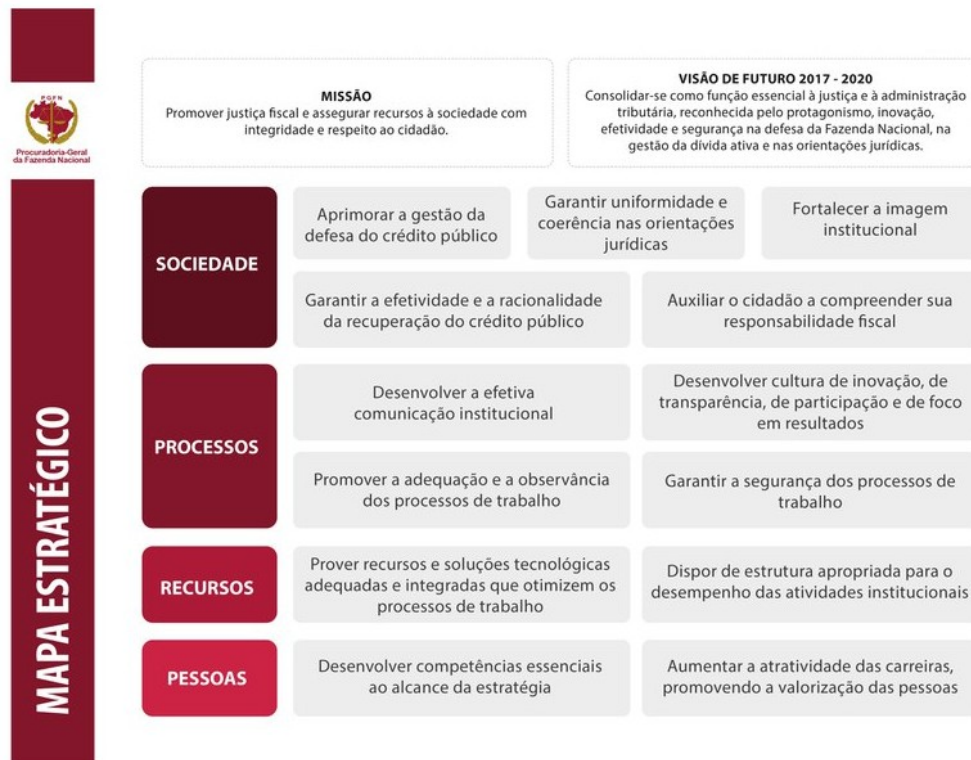 PGFN
Procuradoria-Geral
da Fazenda Nacional
MAPA ESTRATÉGICO
MISSÃO
Promover justiça fiscal e assegurar recursos à sociedade com
integridade e respeito ao cidadão.
VISÃO DE FUTURO 2017 - 2020
Consolidar-se como função essencial à justiça e à administração
tributária, reconhecida pelo protagonismo, inovação,
efetividade e segurança na defesa da Fazenda Nacional, na
gestão da dívida ativa e nas orientações jurídicas.
SOCIEDADE
Aprimorar a gestão da
defesa do crédito público
Garantir uniformidade e
coerência nas orientações
jurídicas
Fortalecer a imagem
institucional
Garantir a efetividade e a racionalidade
da recuperação do crédito público
Auxiliar o cidadão a compreender sua
responsabilidade fiscal
PROCESSOS
Desenvolver a efetiva
comunicação institucional
Desenvolver cultura de inovação, de
transparência, de participação e de foco
em resultados
Promover a adequação e a observância
dos processos de trabalho
Garantir a segurança dos processos de
trabalho
RECURSOS
Prover recursos e soluções tecnológicas
adequadas e integradas que otimizem os
processos de trabalho
Dispor de estrutura apropriada para o
desempenho das atividades institucionais
PESSOAS
Desenvolver competências essenciais
ao alcance da estratégia
Aumentar a atratividade das carreiras,
promovendo a valorização das pessoas